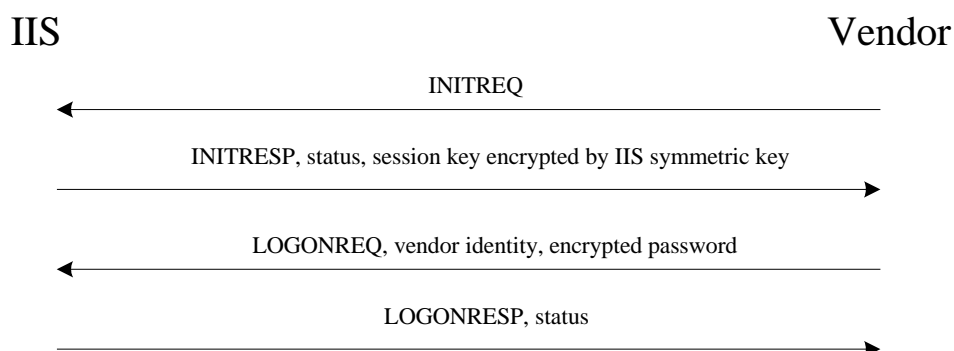 IIS
Vendor
INITREQ
INITRESP, status, session key encrypted by IIS symmetric key
LOGONREQ, vendor identity, encrypted password
LOGONRESP, status